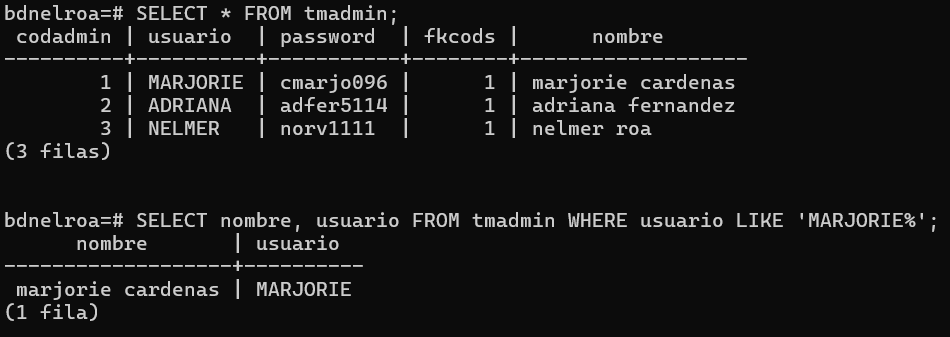 bdnelroa=# SELECT * FROM tmadmin;
 codadmin | usuario  | password  | fkcods |      nombre
----------+----------+-----------+--------+-------------------
        1 | MARJORIE | cmarjo096 |      1 | marjorie cardenas
        2 | ADRIANA  | adfer5114 |      1 | adriana fernandez
        3 | NELMER   | norv1111  |      1 | nelmer roa
(3 filas)

bdnelroa=# SELECT nombre, usuario FROM tmadmin WHERE usuario LIKE 'MARJORIE%';
      nombre       | usuario
-------------------+----------
 marjorie cardenas | MARJORIE
(1 fila)